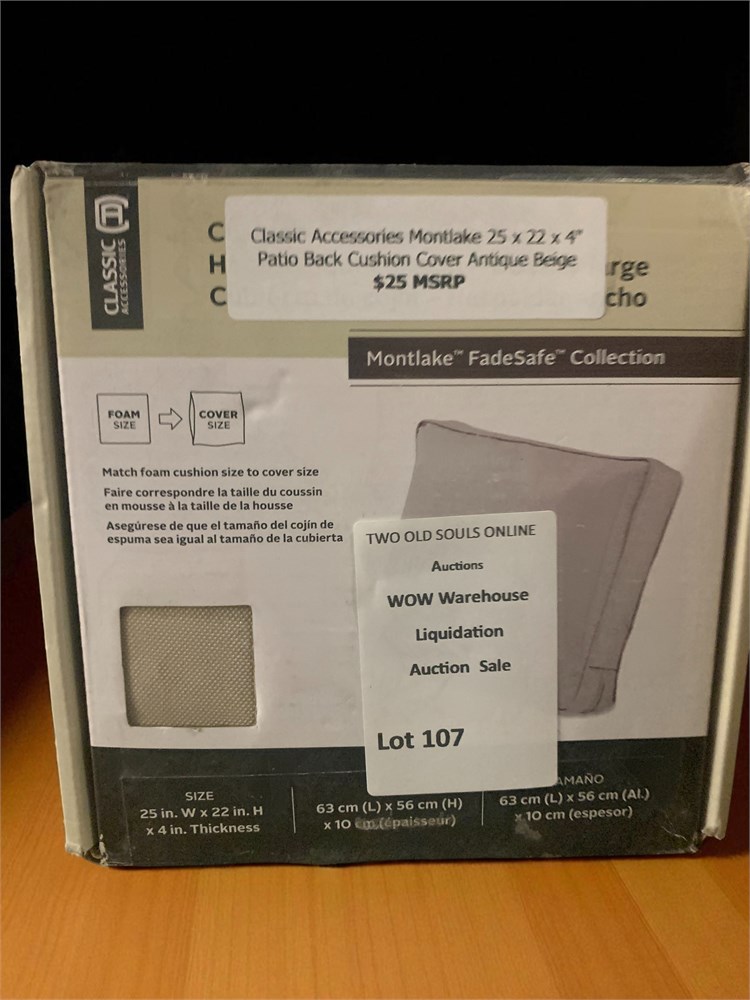 CLASSIC
ACCESSORIES
Classic Accessories Montlake 25 x 22 x 4"
Patio Back Cushion Cover Antique Beige
$25 MSRP
Montlake™ FadeSafe™ Collection
FOAM
SIZE
COVER
SIZE
Match foam cushion size to cover size
Faire correspondre la taille du coussin
en mousse à la taille de la housse
Asegúrese de que el tamaño del cojín de
espuma sea igual al tamaño de la cubierta
TWO OLD SOULS ONLINE
Auctions
WOW Warehouse
Liquidation
Auction Sale
Lot 107
SIZE
25 in. W x 22 in. H
x 4 in. Thickness
63 cm (L) x 56 cm (H)
x 10 cm (épaisseur)
63 cm (L) x 56 cm (Al.)
x 10 cm (espesor)